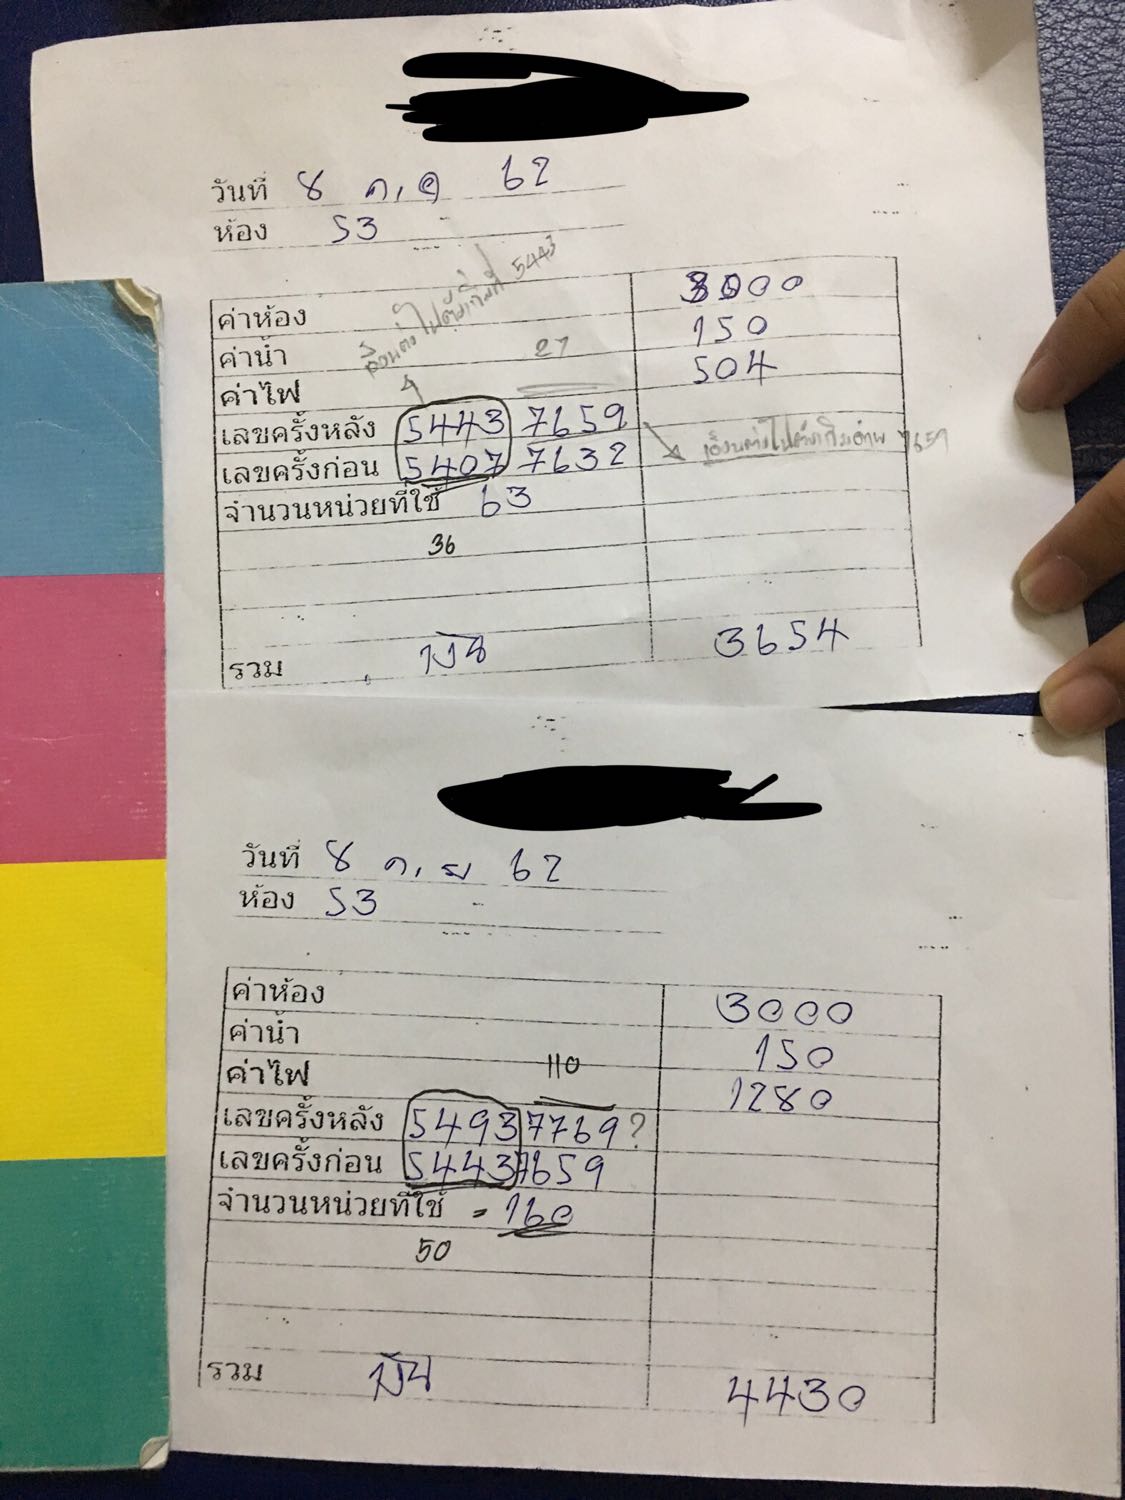 วันที่ 8 ก.ค 62
ห้อง S3
ค่าห้อง 3000
ค่าน้ำ 150
ค่าไฟ 27 504
5443
เลขครั้งหลัง 5443 7659
7659
เลขครั้งก่อน 5407 7632
จำนวนหน่วยที่ใช้ 63
36
รวม 3654
วันที่ 8 ก.ย 62
ห้อง S3
ค่าห้อง 3000
ค่าน้ำ 150
ค่าไฟ 110 1280
เลขครั้งหลัง 5493 7769 ?
เลขครั้งก่อน 5443 7659
จำนวนหน่วยที่ใช้ = 160
50
รวม 4430